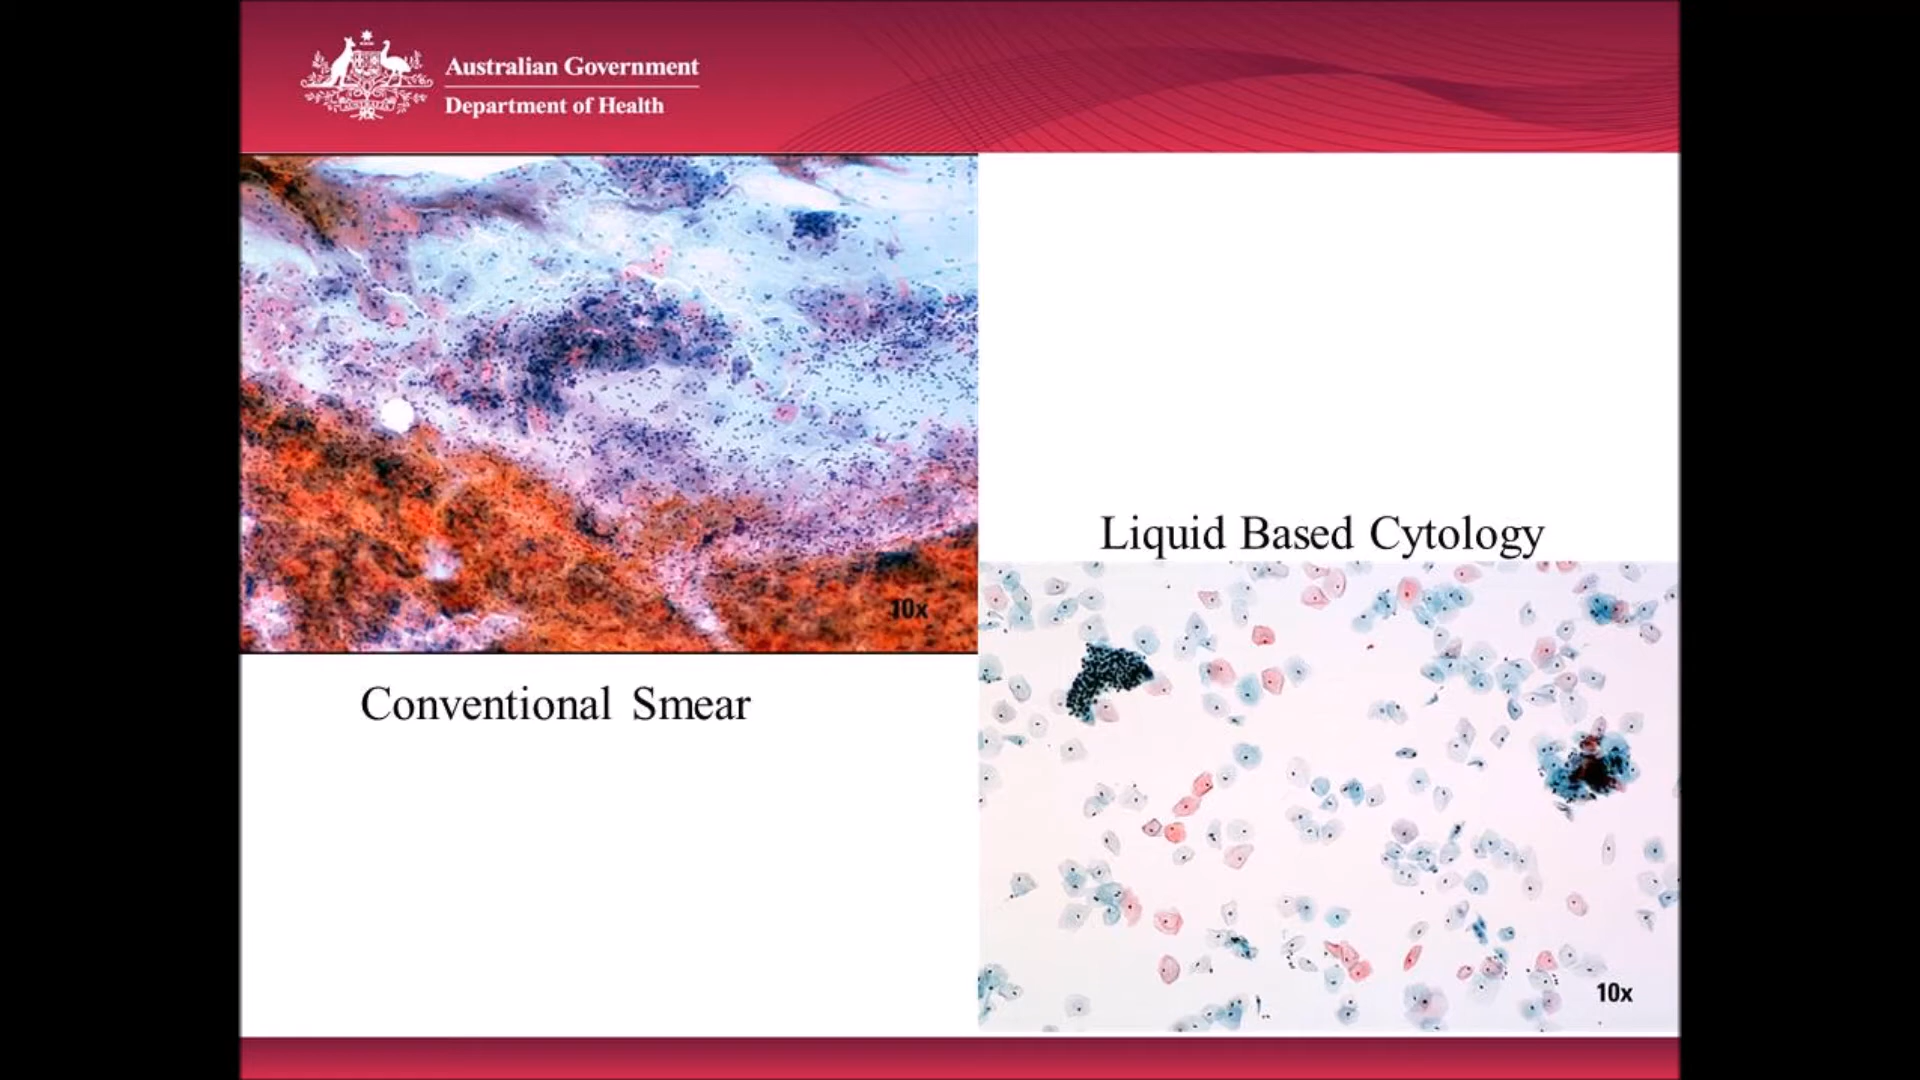 Australian Government
Department of Health
10x
Conventional Smear
Liquid Based Cytology
10x